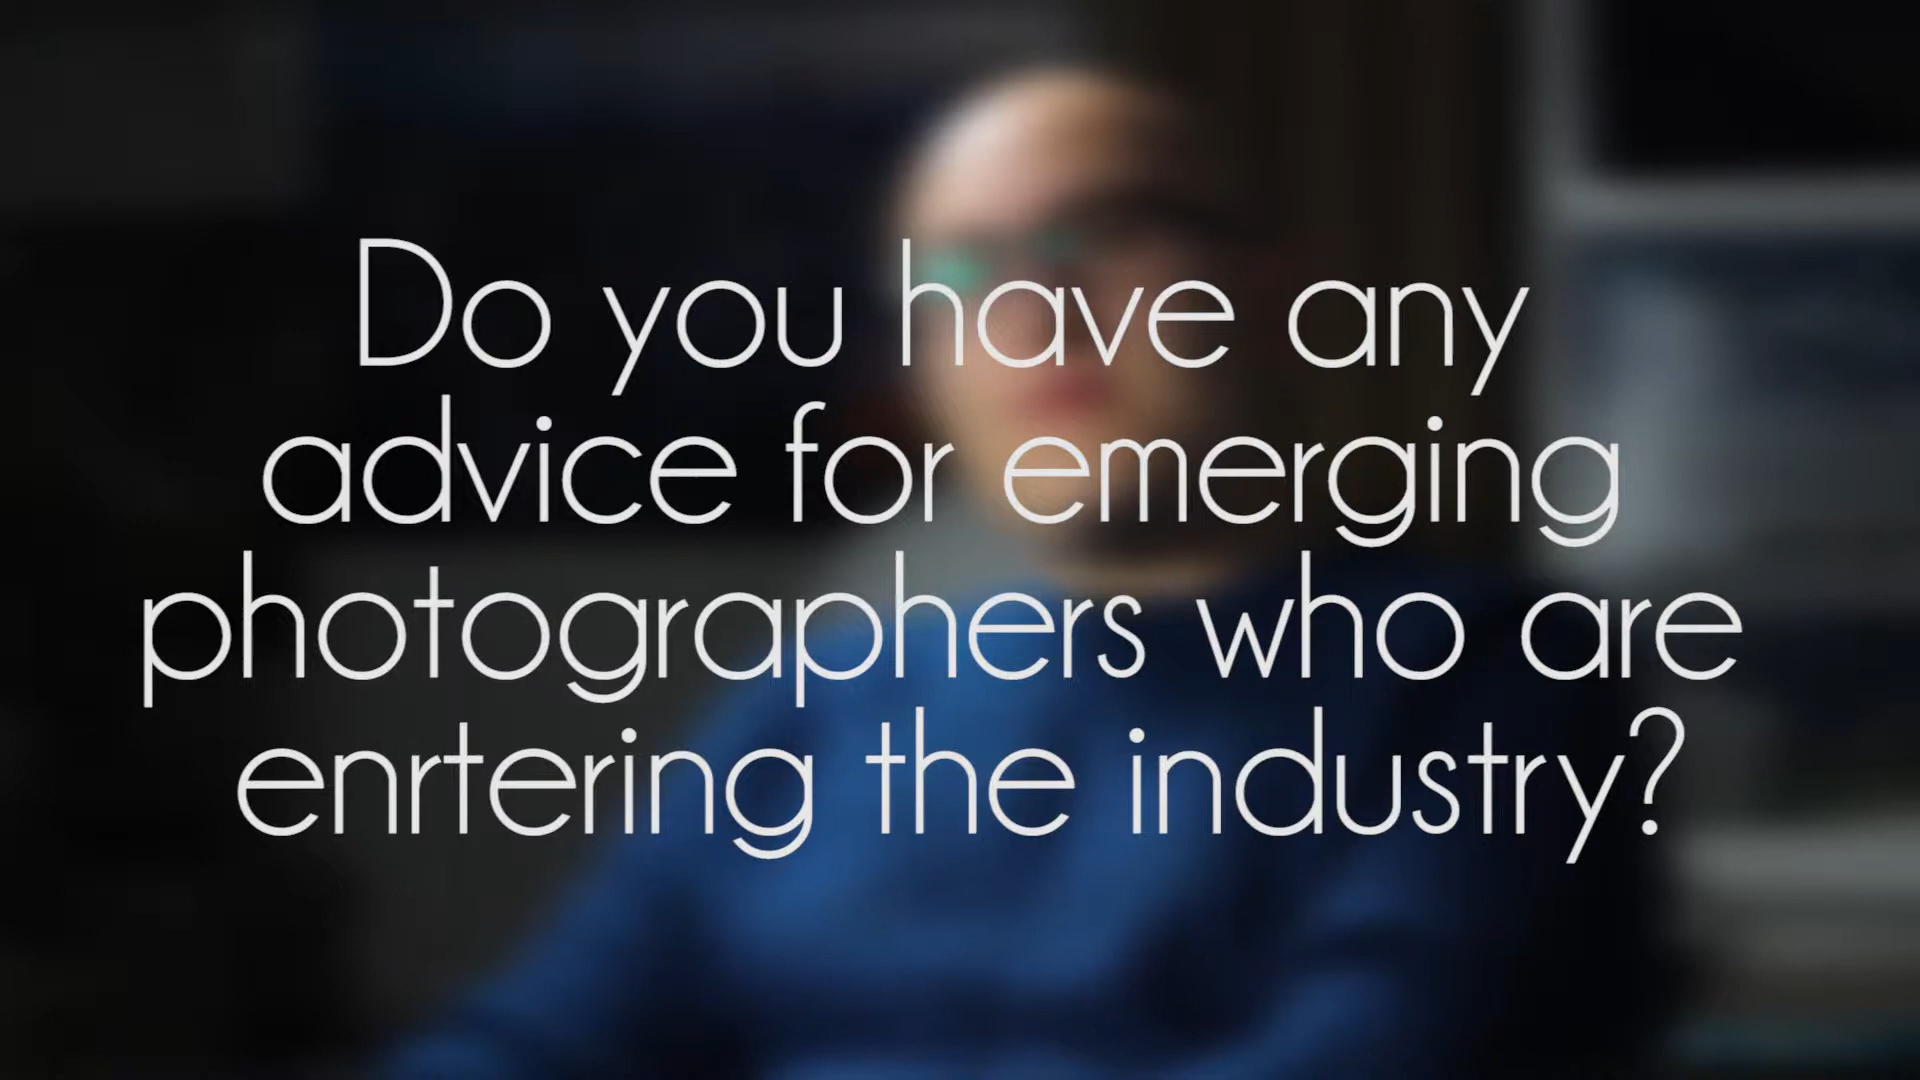 Do you have any
advice for emerging
photographers who are
enrtering the industry?